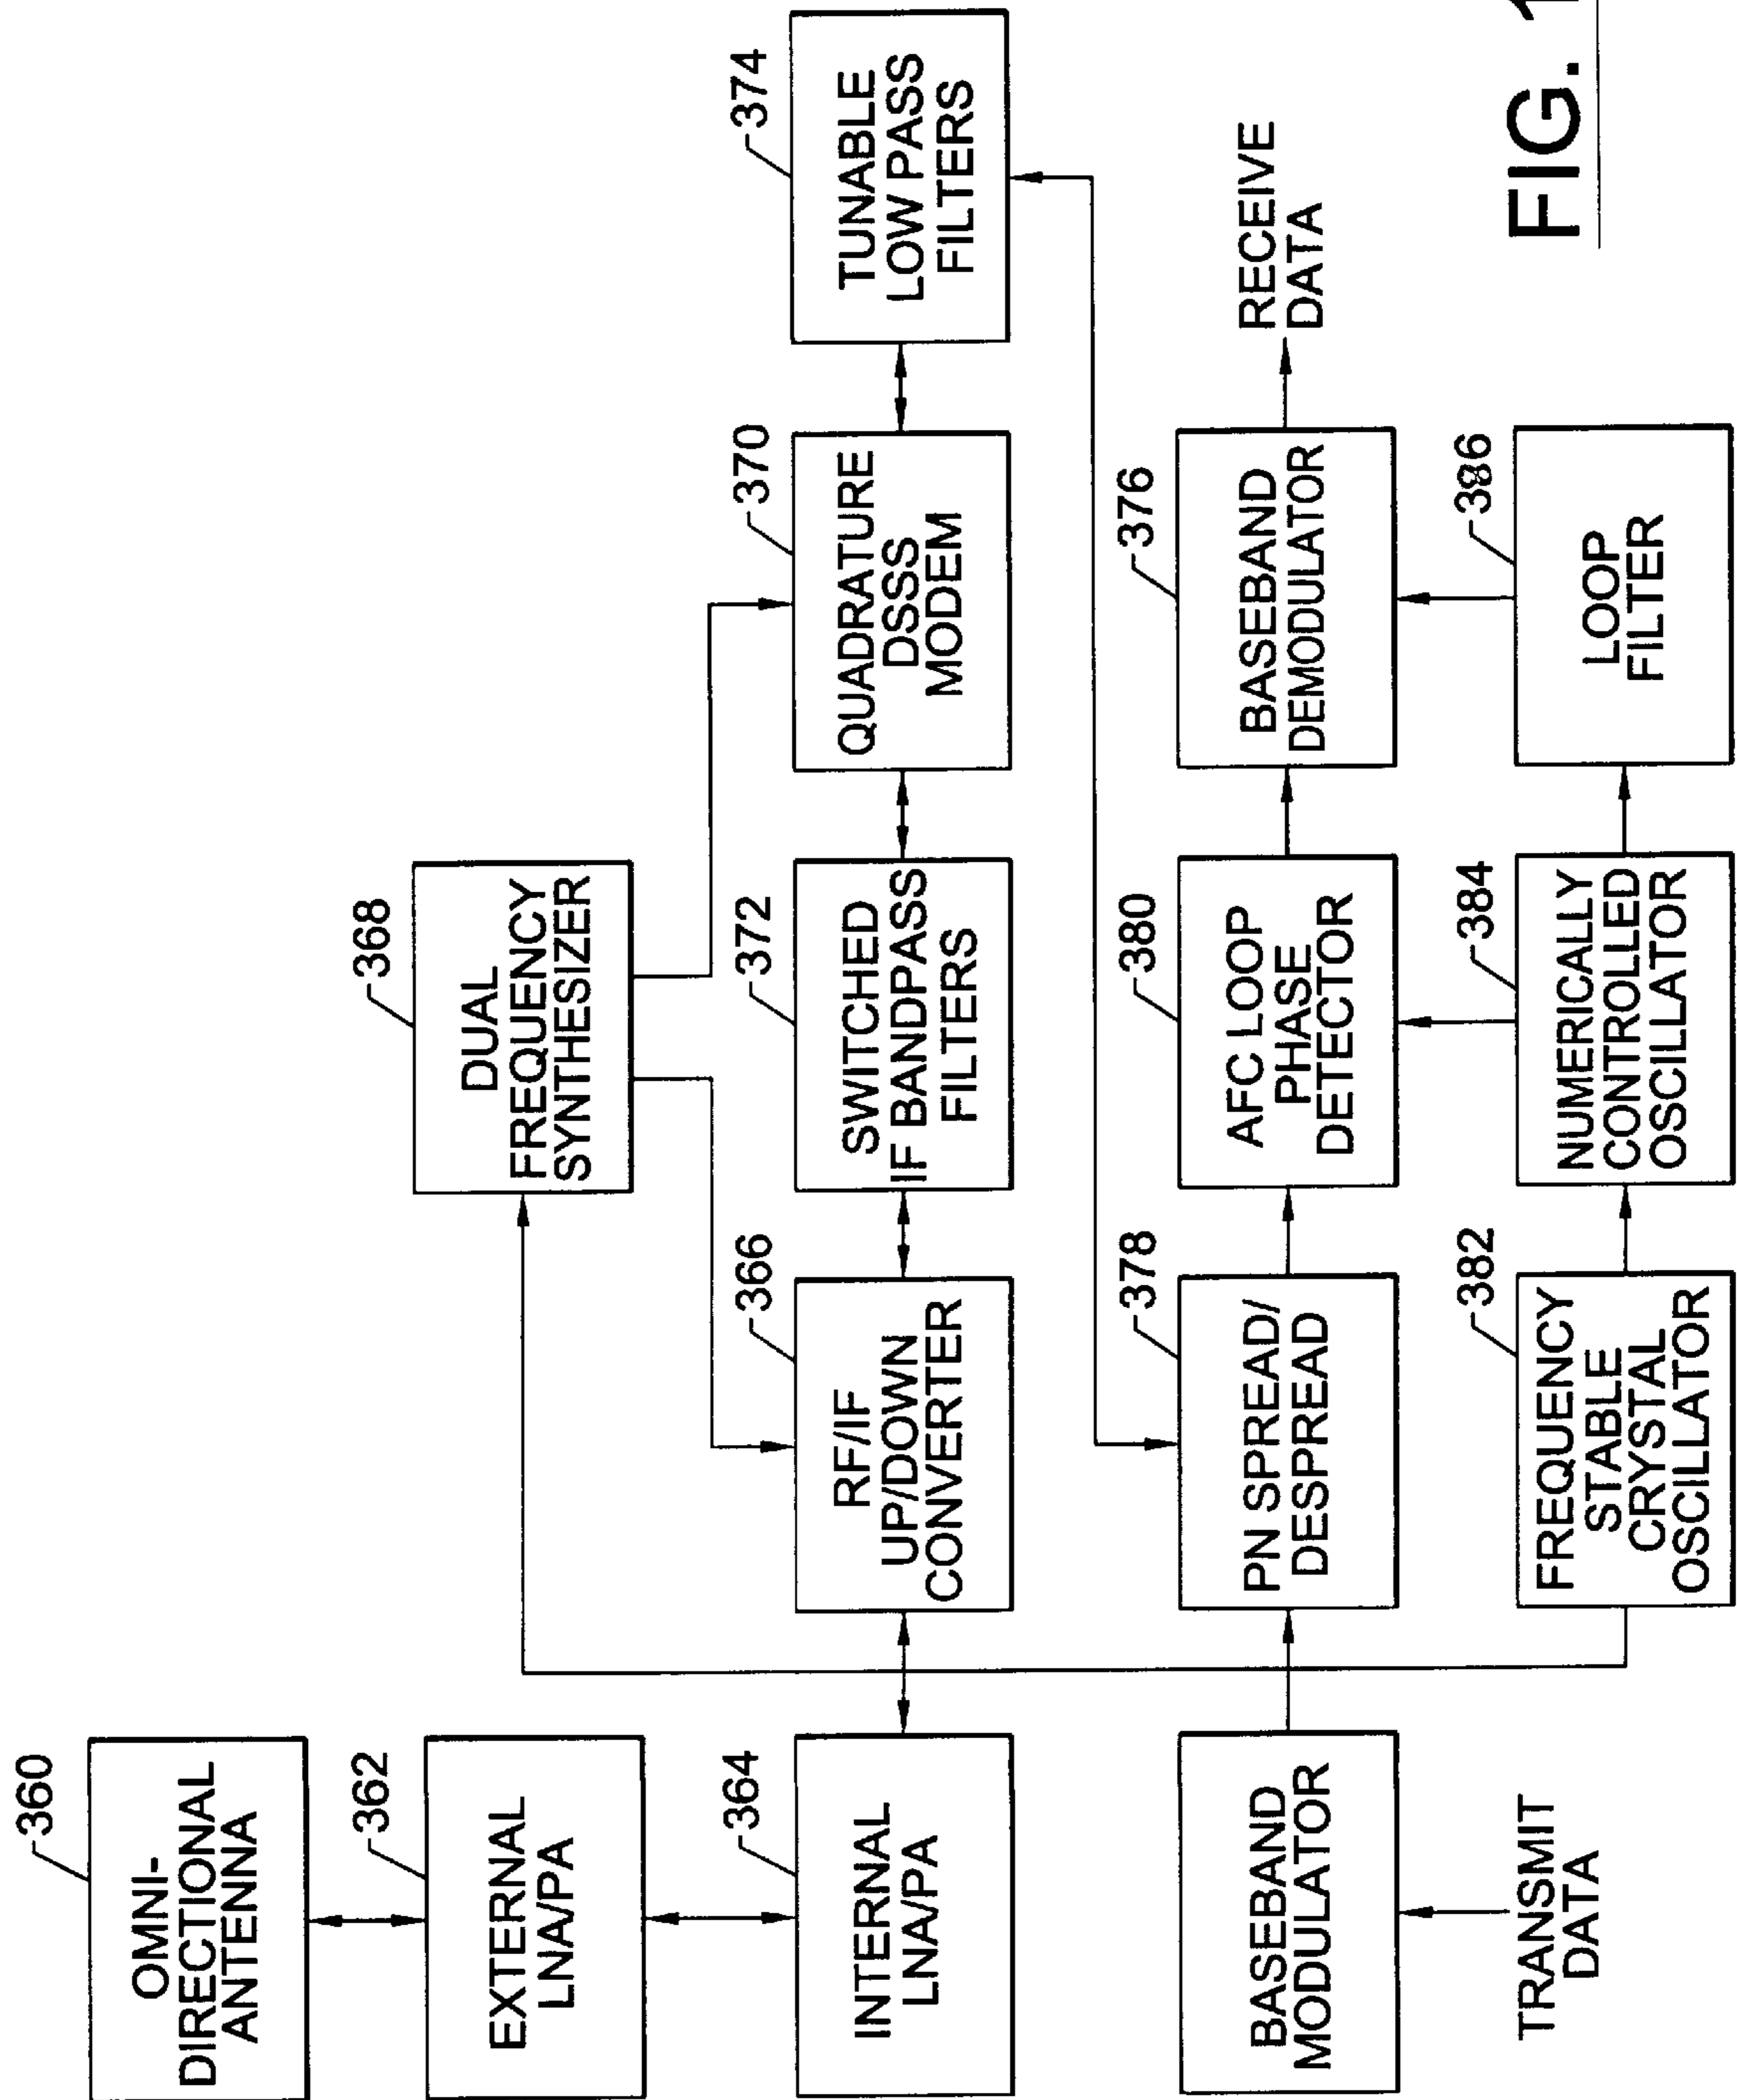 360
OMNI-
DIRECTIONAL
ANTENNA
362
EXTERNAL
LNA/PA
364
INTERNAL
LNA/PA
368
DUAL
FREQUENCY
SYNTHESIZER
366
RF/IF
UP/DOWN
CONVERTER
372
SWITCHED
IF BANDPASS
FILTERS
370
QUADRATURE
DSSS
MODEM
374
TUNABLE
LOW PASS
FILTERS
BASEBAND
MODULATOR
TRANSMIT
DATA
378
PN SPREAD/
DESPREAD
380
AFC LOOP
PHASE
DETECTOR
376
BASEBAND
DEMODULATOR
RECEIVE
DATA
382
FREQUENCY
STABLE
CRYSTAL
OSCILLATOR
384
NUMERICALLY
CONTROLLED
OSCILLATOR
386
LOOP
FILTER
FIG.